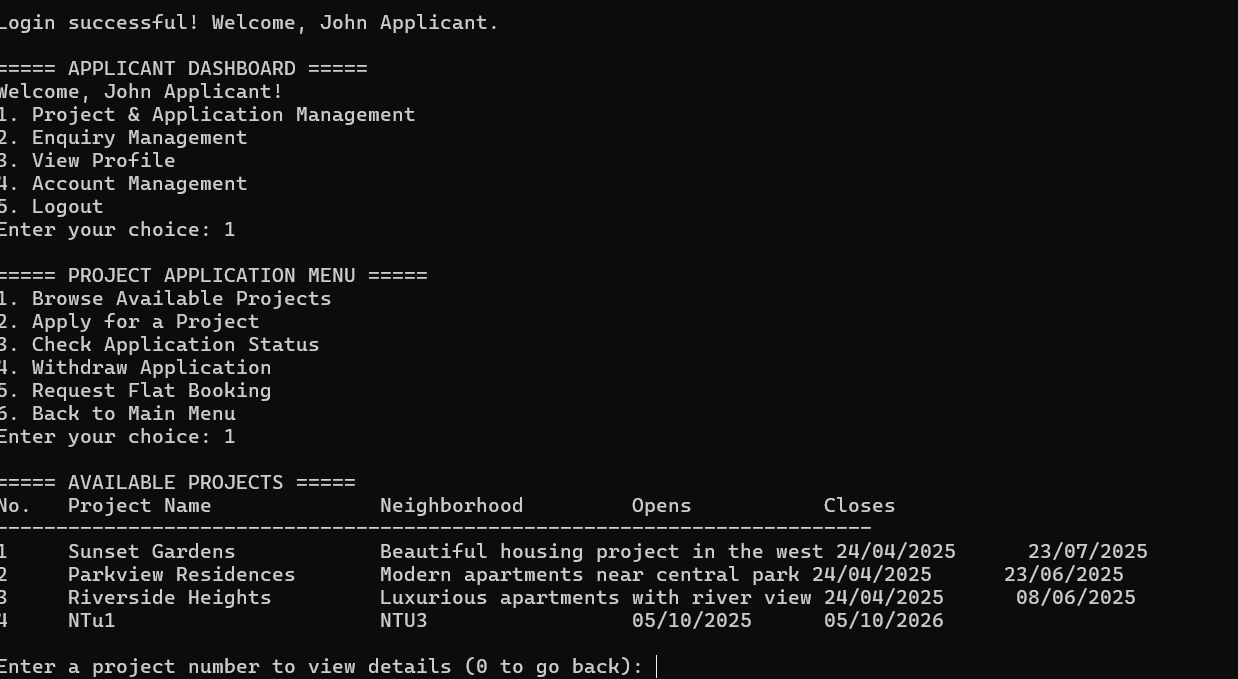 Login successful! Welcome, John Applicant.
===== APPLICANT DASHBOARD =====
Welcome, John Applicant!
1. Project & Application Management
2. Enquiry Management
3. View Profile
4. Account Management
5. Logout
Enter your choice: 1
===== PROJECT APPLICATION MENU =====
1. Browse Available Projects
2. Apply for a Project
3. Check Application Status
4. Withdraw Application
5. Request Flat Booking
6. Back to Main Menu
Enter your choice: 1
===== AVAILABLE PROJECTS =====
No.   Project Name              Neighborhood         Opens           Closes
-------------------------------------------------------------------------
1     Sunset Gardens            Beautiful housing project in the west 24/04/2025      23/07/2025
2     Parkview Residences       Modern apartments near central park 24/04/2025      23/06/2025
3     Riverside Heights         Luxurious apartments with river view 24/04/2025      08/06/2025
4     NTu1                      NTU3                 05/10/2025      05/10/2026
Enter a project number to view details (0 to go back):